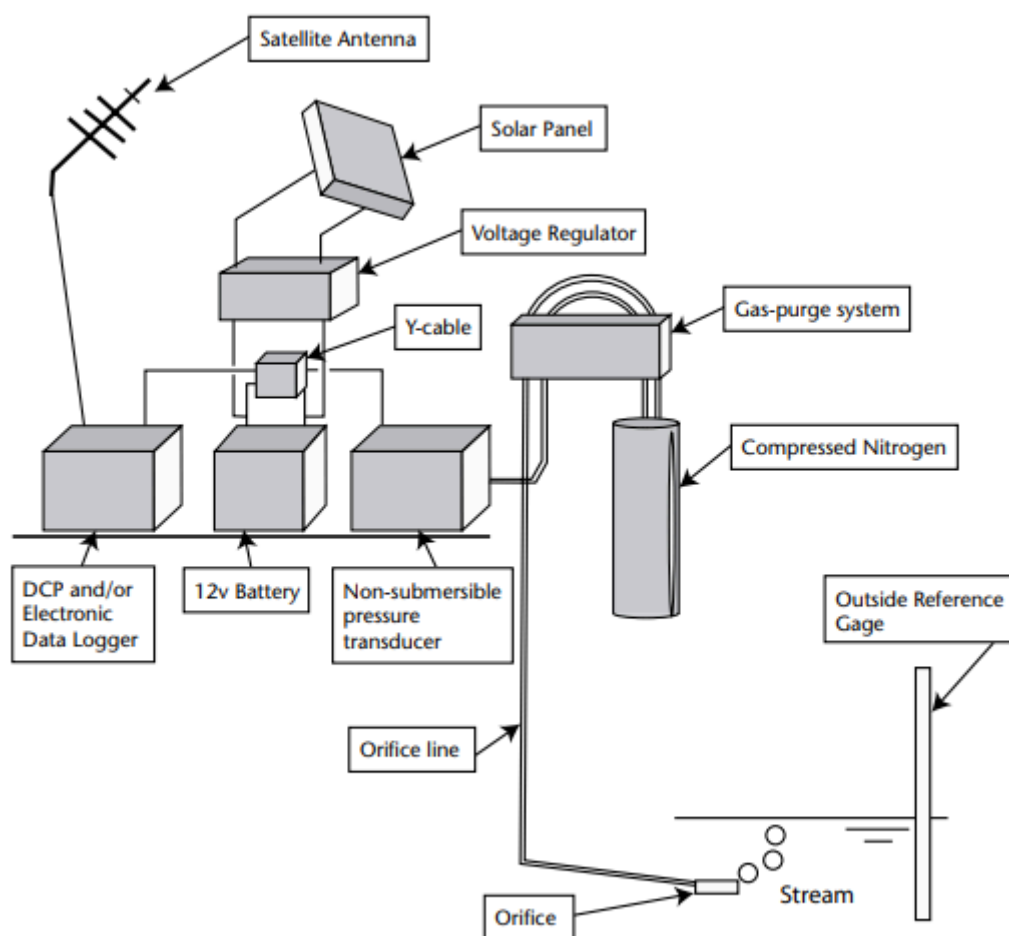 Satellite Antenna
Solar Panel
Voltage Regulator
Y-cable
Gas-purge system
Compressed Nitrogen
DCP and/or
Electronic
Data Logger
12v Battery
Non-submersible
pressure
transducer
Outside Reference
Gage
Orifice line
Stream
Orifice